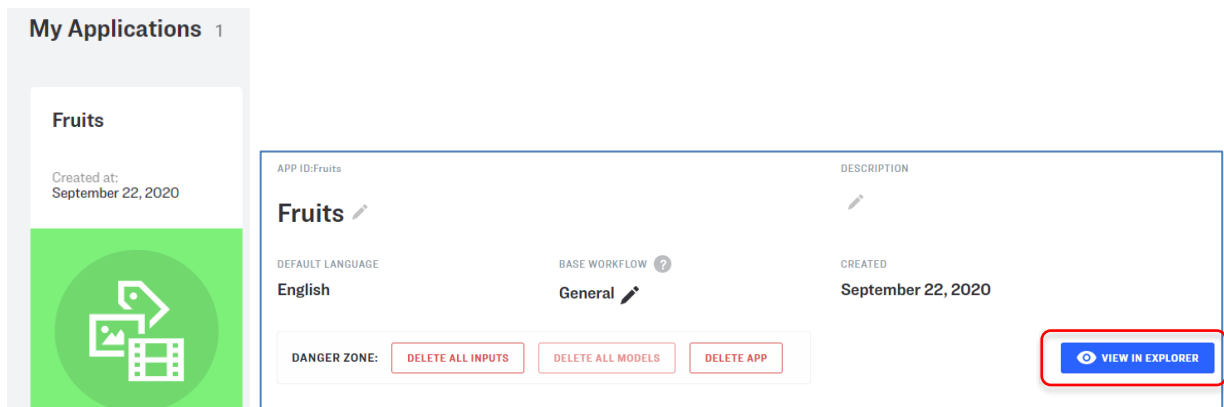 My Applications 1
Fruits
Created at:
September 22, 2020
APP ID:Fruits
DESCRIPTION
Fruits
DEFAULT LANGUAGE
BASE WORKFLOW ?
CREATED
English
General
September 22, 2020
DANGER ZONE: DELETE ALL INPUTS DELETE ALL MODELS DELETE APP
VIEW IN EXPLORER